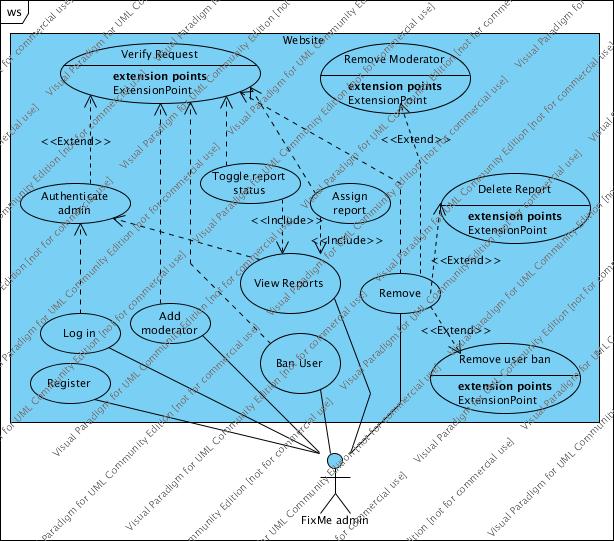 ws
Website
Verify Request
extension points
ExtensionPoint
Remove Moderator
extension points
ExtensionPoint
<<Extend>>
<<Extend>>
Authenticate
admin
Toggle report
status
Assign
report
Delete Report
extension points
ExtensionPoint
<<Include>>
<<Include>>
<<Extend>>
View Reports
Remove
Log in
Add
moderator
<<Extend>>
Ban User
Remove user ban
extension points
ExtensionPoint
Register
FixMe admin
Visual Paradigm for UML Community Edition [not for commercial use]